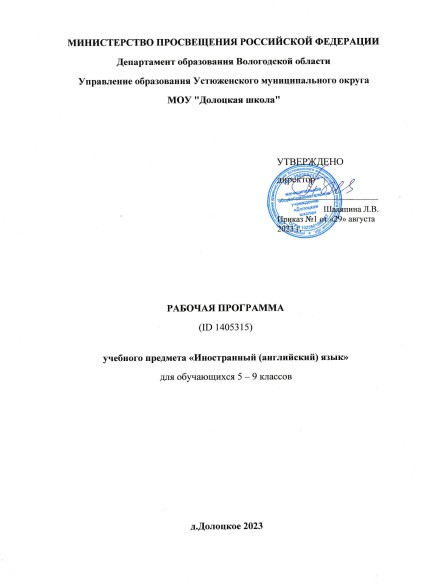 МИНИСТЕРСТВО ПРОСВЕЩЕНИЯ РОССИЙСКОЙ ФЕДЕРАЦИИ
Департамент образования Вологодской области
Управление образования Устюженского муниципального округа
МОУ "Долоцкая школа"
УТВЕРЖДЕНО
директор
Шаляпина Л.В.
Приказ №1 от «29» августа
2023 г.
РАБОЧАЯ ПРОГРАММА
(ID 1405315)
учебного предмета «Иностранный (английский) язык»
для обучающихся 5 – 9 классов
д.Долоцкое 2023